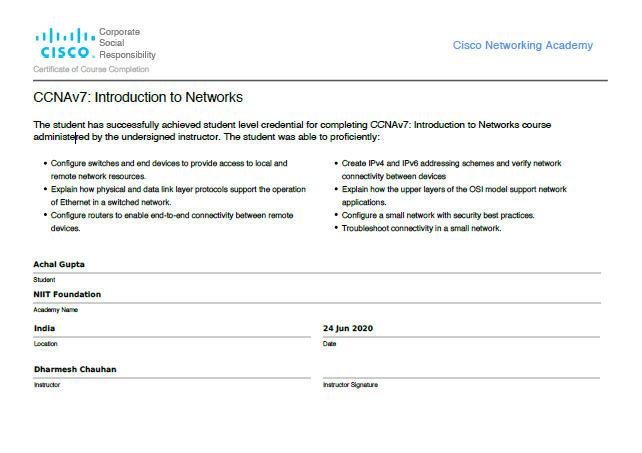 Corporate
Social
Responsibility
CISCO
Cisco Networking Academy
Certificate of Course Completion
CCNAv7: Introduction to Networks
The student has successfully achieved student level credential for completing CCNAv7: Introduction to Networks course
administered by the undersigned instructor. The student was able to proficiently:
• Configure switches and end devices to provide access to local and
remote network resources.
• Explain how physical and data link layer protocols support the operation
of Ethernet in a switched network.
• Configure routers to enable end-to-end connectivity between remote
devices.
• Create IPv4 and IPv6 addressing schemes and verify network
connectivity between devices
• Explain how the upper layers of the OSI model support network
applications.
• Configure a small network with security best practices.
• Troubleshoot connectivity in a small network.
Achal Gupta
Student
NIIT Foundation
Academy Name
India
Location
24 Jun 2020
Date
Dharmesh Chauhan
Instructor
Instructor Signature